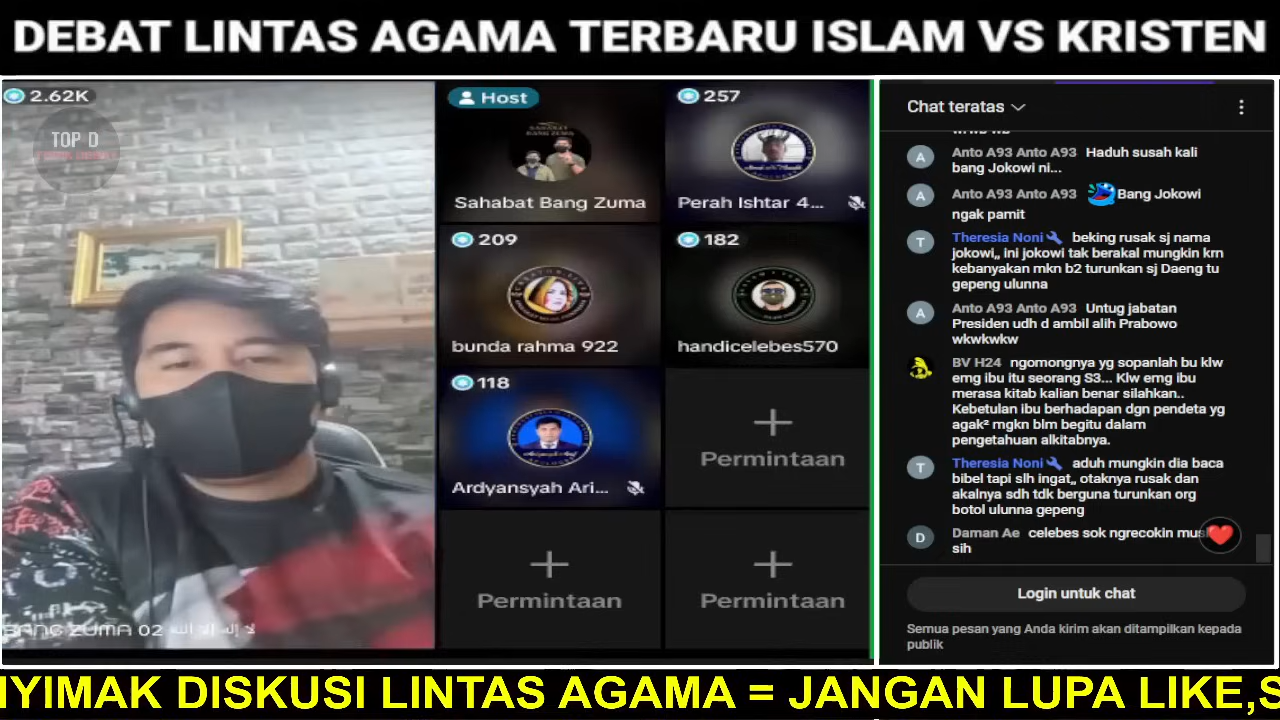 DEBAT LINTAS AGAMA TERBARU ISLAM VS KRISTEN
2.62K
TOP D
Host
SAHABAT
BANG ZUMA
Sahabat Bang Zuma
257
Perah Ishtar 4...
209
bunda rahma 922
182
handicelebes570
118
Ardyansyah Ari...
Permintaan
Permintaan
Permintaan
BANG ZUMA 02
Chat teratas
Anto A93 Anto A93 Haduh susah kali
bang Jokowi ni...
Anto A93 Anto A93 Bang Jokowi
ngak pamit
Theresia Noni beking rusak sj nama
jokowi,, ini jokowi tak berakal mungkin krn
kebanyakan mkn b2 turunkan sj Daeng tu
gepeng ulunna
Anto A93 Anto A93 Untug jabatan
Presiden udh d ambil alih Prabowo
wkwkwkw
BV H24 ngomongnya yg sopanlah bu klw
emg ibu itu seorang S3... Klw emg ibu
merasa kitab kalian benar silahkan..
Kebetulan ibu berhadapan dgn pendeta yg
agak² mgkn blm begitu dalam
pengetahuan alkitabnya.
Theresia Noni aduh mungkin dia baca
bibel tapi slh ingat,, otaknya rusak dan
akalnya sdh tdk berguna turunkan org
botol ulunna gepeng
Daman Ae celebes sok ngrecokin
sih
Login untuk chat
Semua pesan yang Anda kirim akan ditampilkan kepada
publik
NYIMAK DISKUSI LINTAS AGAMA = JANGAN LUPA LIKE,S